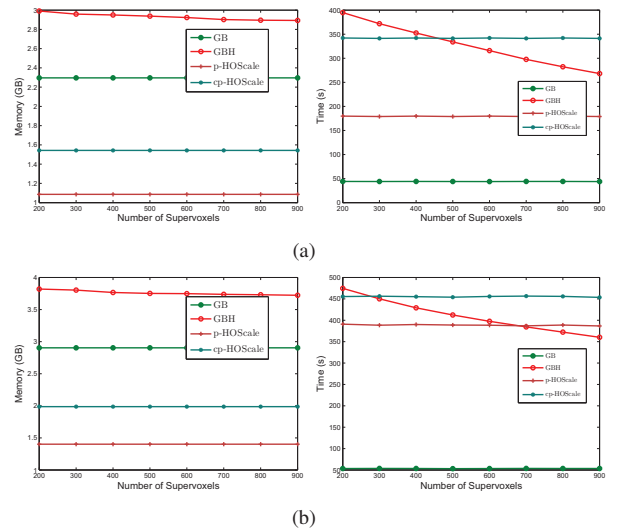 3
2.8
2.6
2.4
2.2
2
1.8
1.6
1.4
1.2
1
Memory (GB)
GB
GBH
p-HOScale
cp-HOScale
200 300 400 500 600 700 800 900
Number of Supervoxels
400
350
300
250
200
150
100
50
0
Time (s)
GB
GBH
p-HOScale
cp-HOScale
200 300 400 500 600 700 800 900
Number of Supervoxels
(a)
4
3.5
3
2.5
2
1.5
1
Memory (GB)
GB
GBH
p-HOScale
cp-HOScale
200 300 400 500 600 700 800 900
Number of Supervoxels
500
450
400
350
300
250
200
150
100
50
Time (s)
GB
GBH
p-HOScale
cp-HOScale
200 300 400 500 600 700 800 900
Number of Supervoxels
(b)